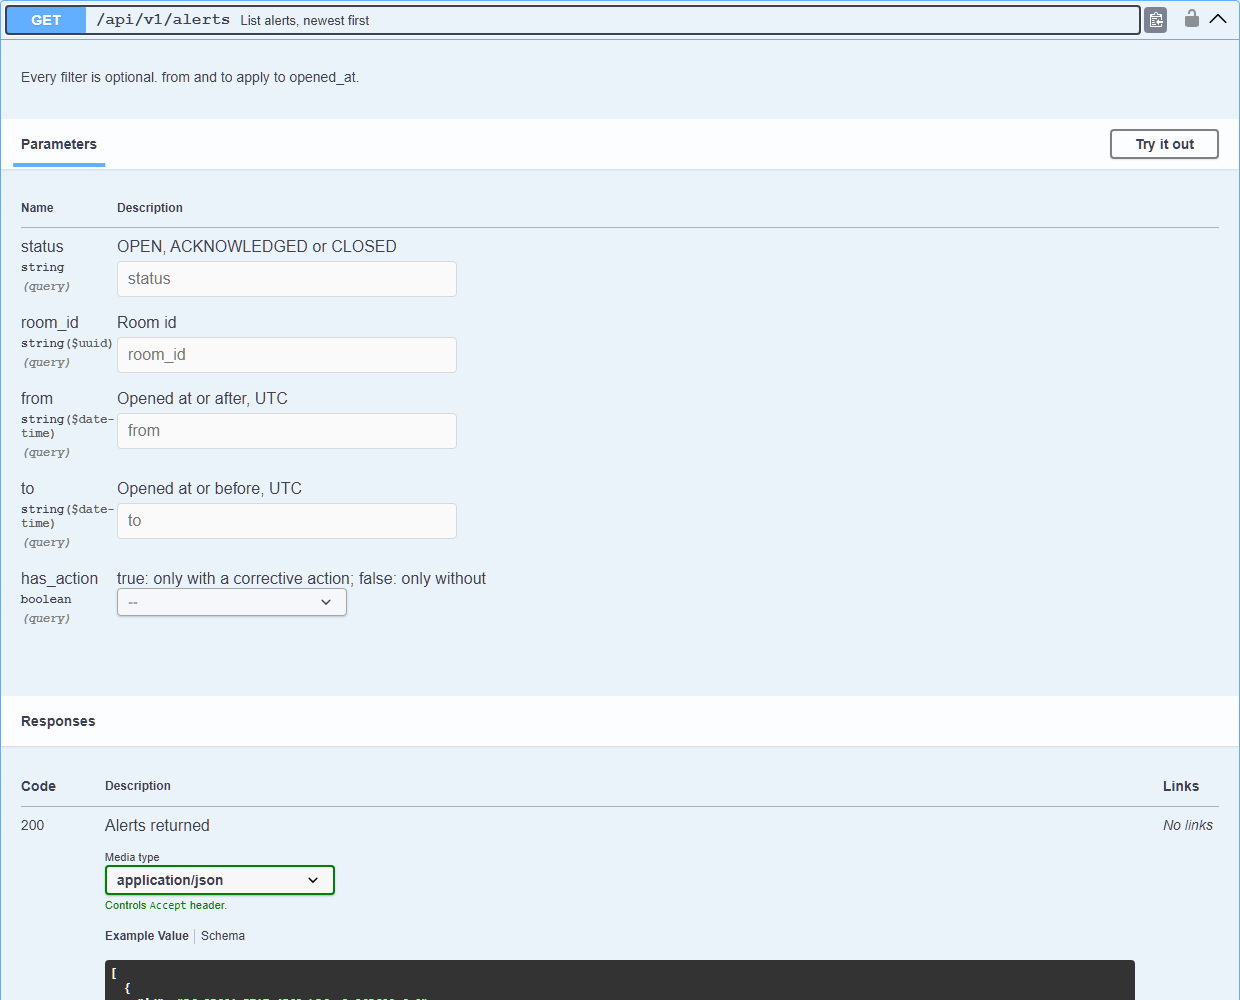 GET /api/v1/alerts List alerts, newest first
Every filter is optional. from and to apply to opened_at.
Parameters
Try it out
Name Description
status OPEN, ACKNOWLEDGED or CLOSED
string status
(query)
room_id Room id
string($uuid) room_id
(query)
from Opened at or after, UTC
string($date-
time) from
(query)
to Opened at or before, UTC
string($date-
time) to
(query)
has_action true: only with a corrective action; false: only without
boolean --
(query)
Responses
Code Description Links
200 Alerts returned No links
Media type
application/json
Controls Accept header.
Example Value Schema
[
{